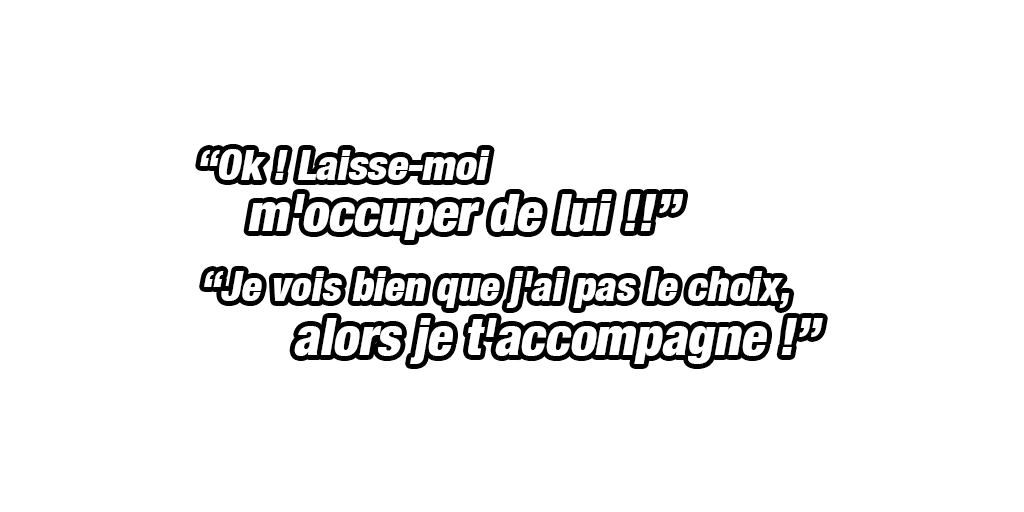 “Ok ! Laisse-moi
m'occuper de lui !!”
“Je vois bien que j'ai pas le choix,
alors je t'accompagne !”